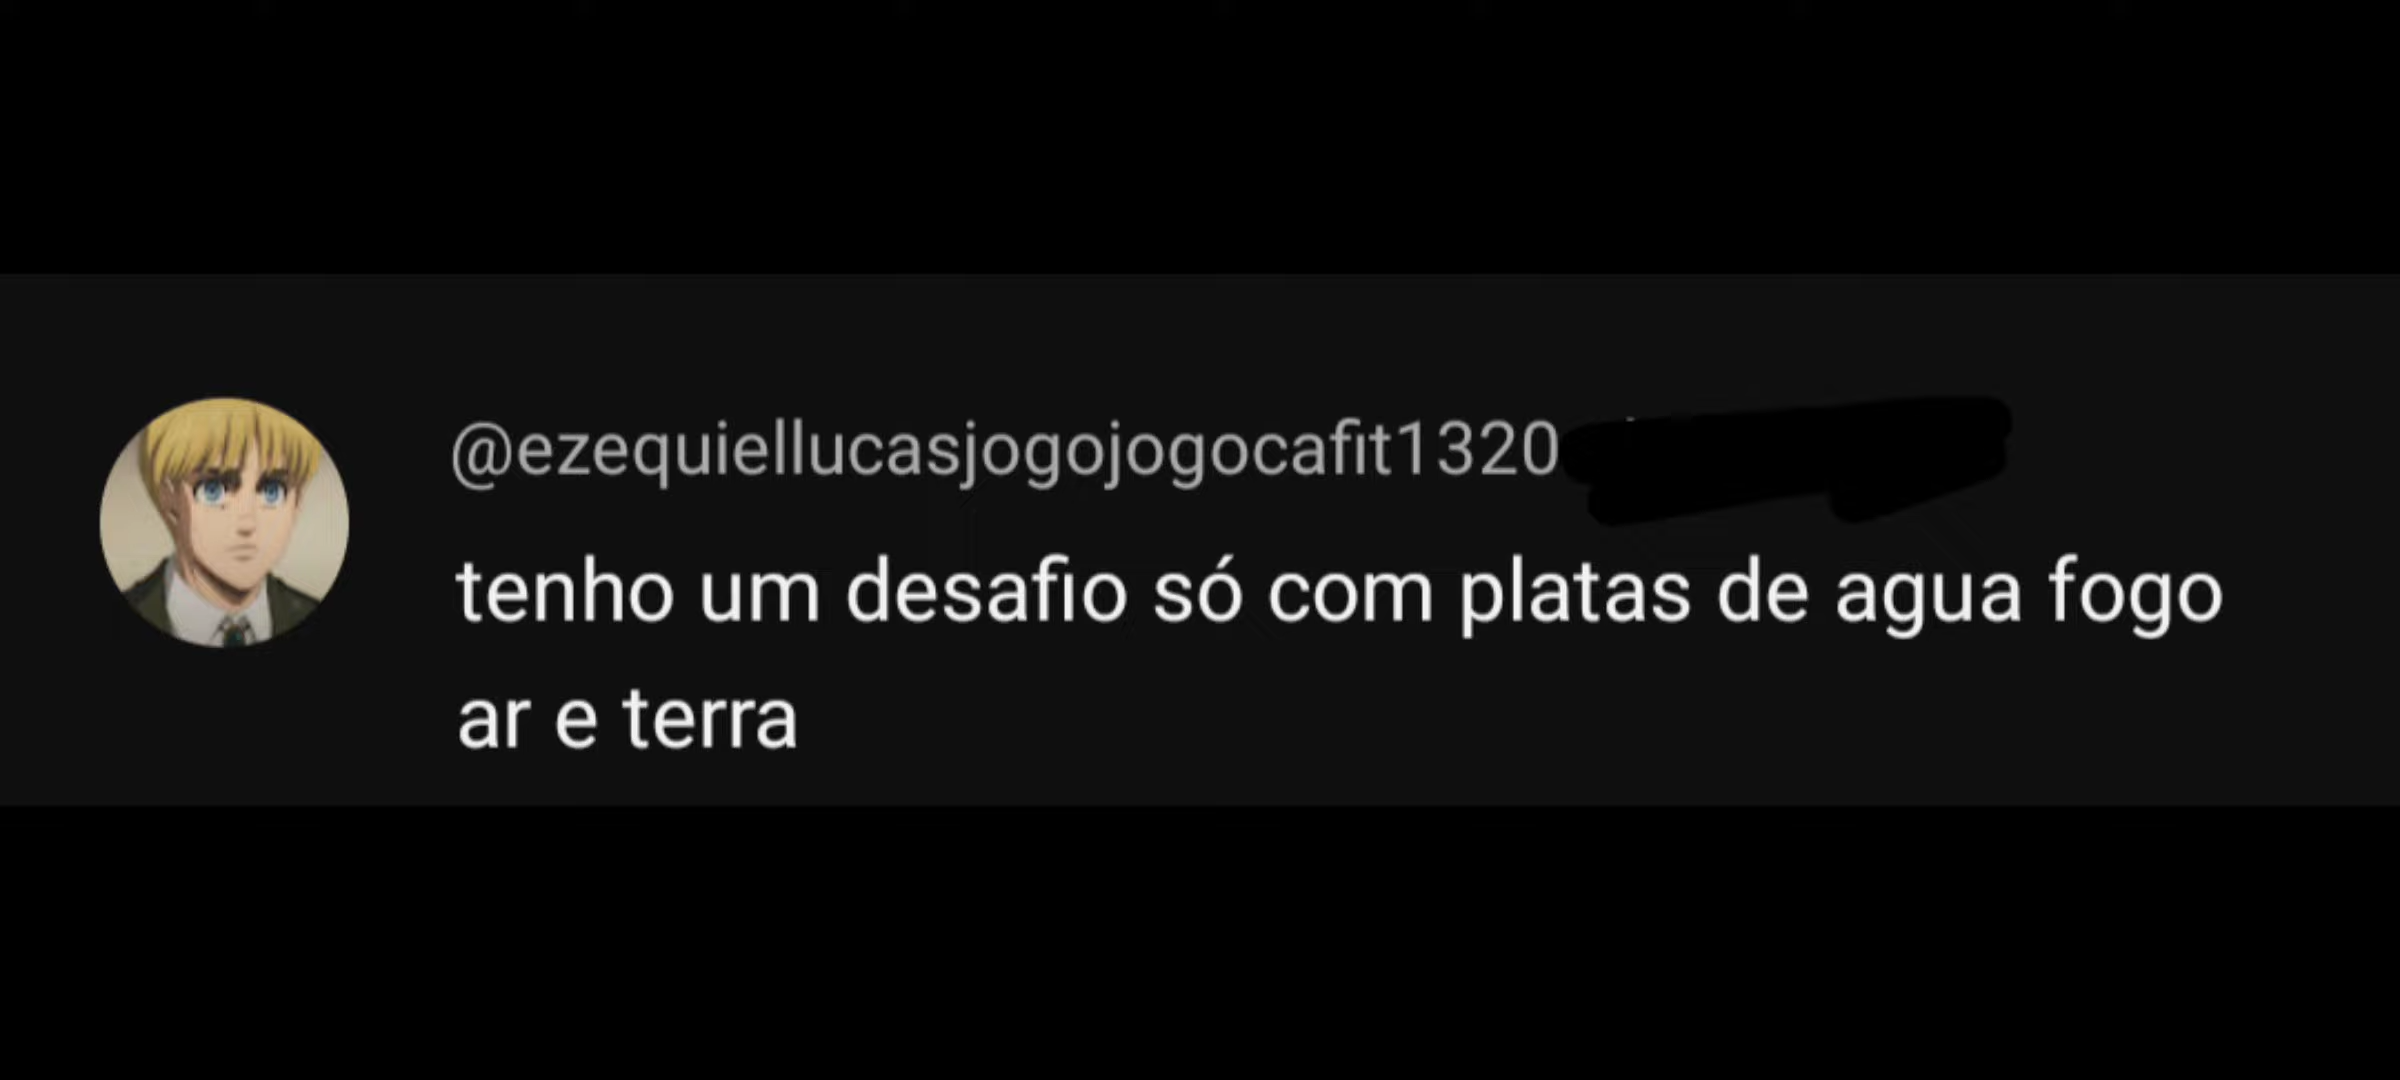 @ezequiellucasjogojogocafit1320
tenho um desafio só com platas de agua fogo
ar e terra